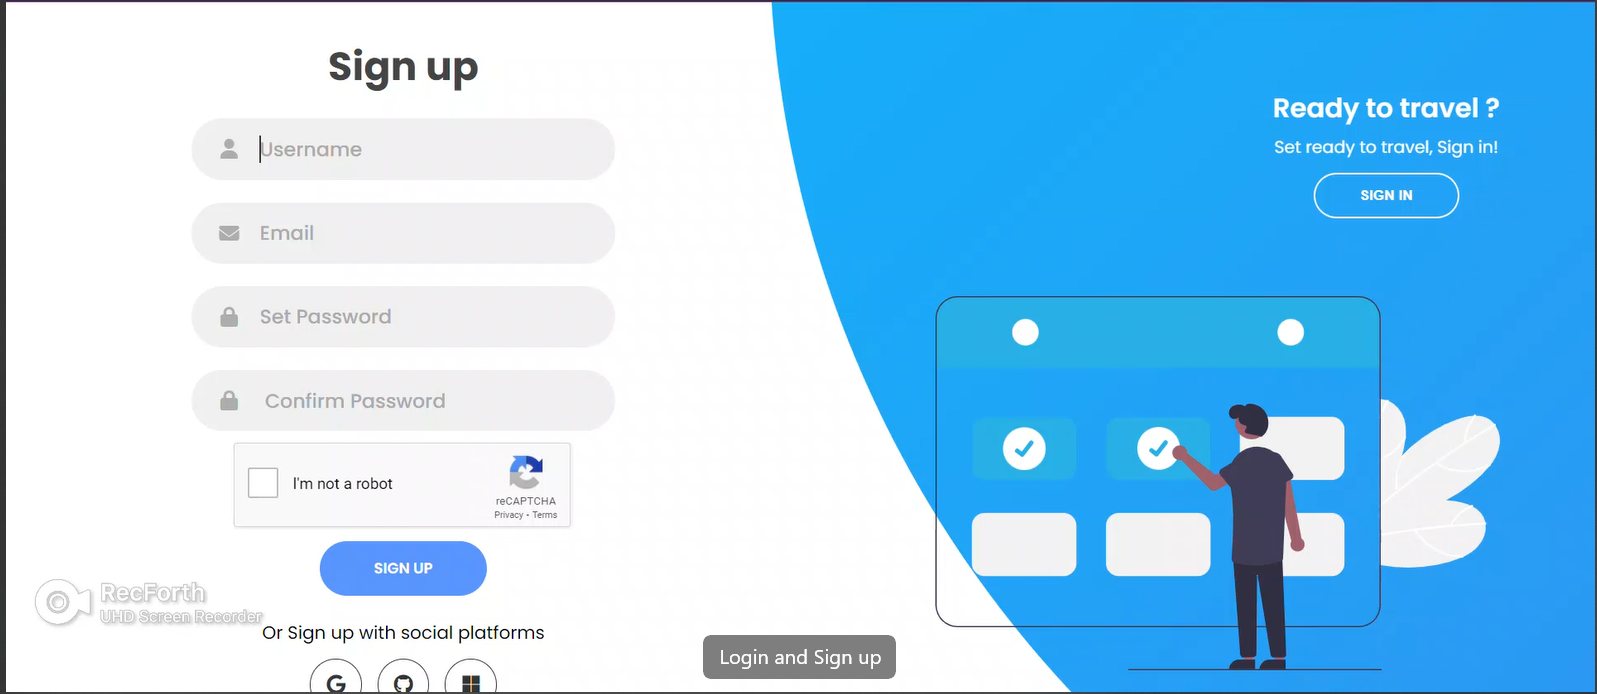 Sign up
Username
Email
Set Password
Confirm Password
I'm not a robot
reCAPTCHA
Privacy • Terms
SIGN UP
RecForth
UHD Screen Recorder
Or Sign up with social platforms
G
Ready to travel ?
Set ready to travel, Sign in!
SIGN IN
Login and Sign up